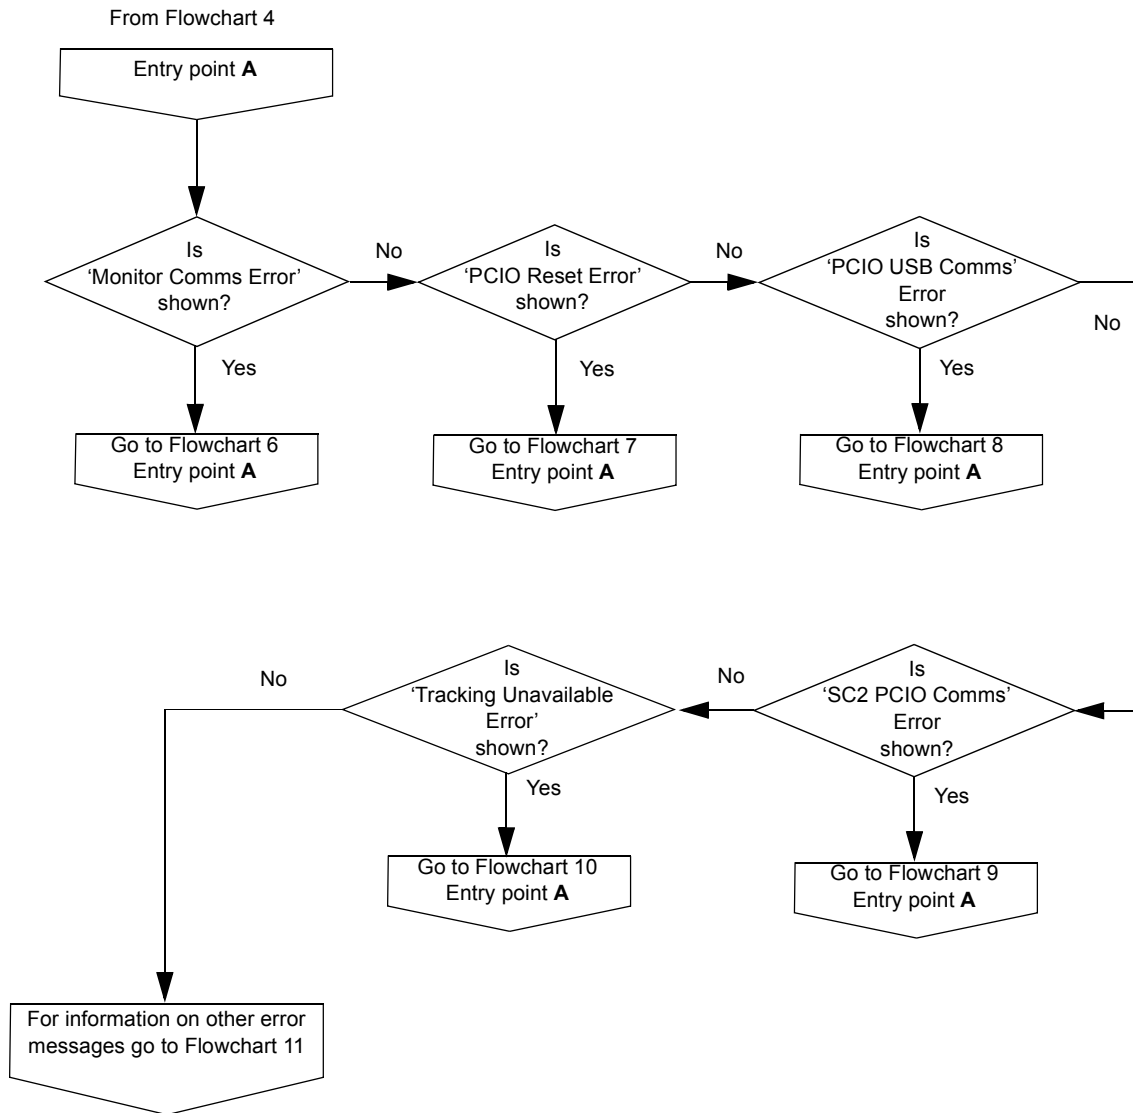 From Flowchart 4
Entry point A
Is
‘Monitor Comms Error’
shown?
No
Is
‘PCIO Reset Error’
shown?
No
Is
‘PCIO USB Comms’
Error
shown?
No
Yes
Yes
Yes
Go to Flowchart 6
Entry point A
Go to Flowchart 7
Entry point A
Go to Flowchart 8
Entry point A
Is
‘SC2 PCIO Comms’
Error
shown?
No
Is
‘Tracking Unavailable
Error’
shown?
No
Yes
Yes
Go to Flowchart 9
Entry point A
Go to Flowchart 10
Entry point A
For information on other error
messages go to Flowchart 11